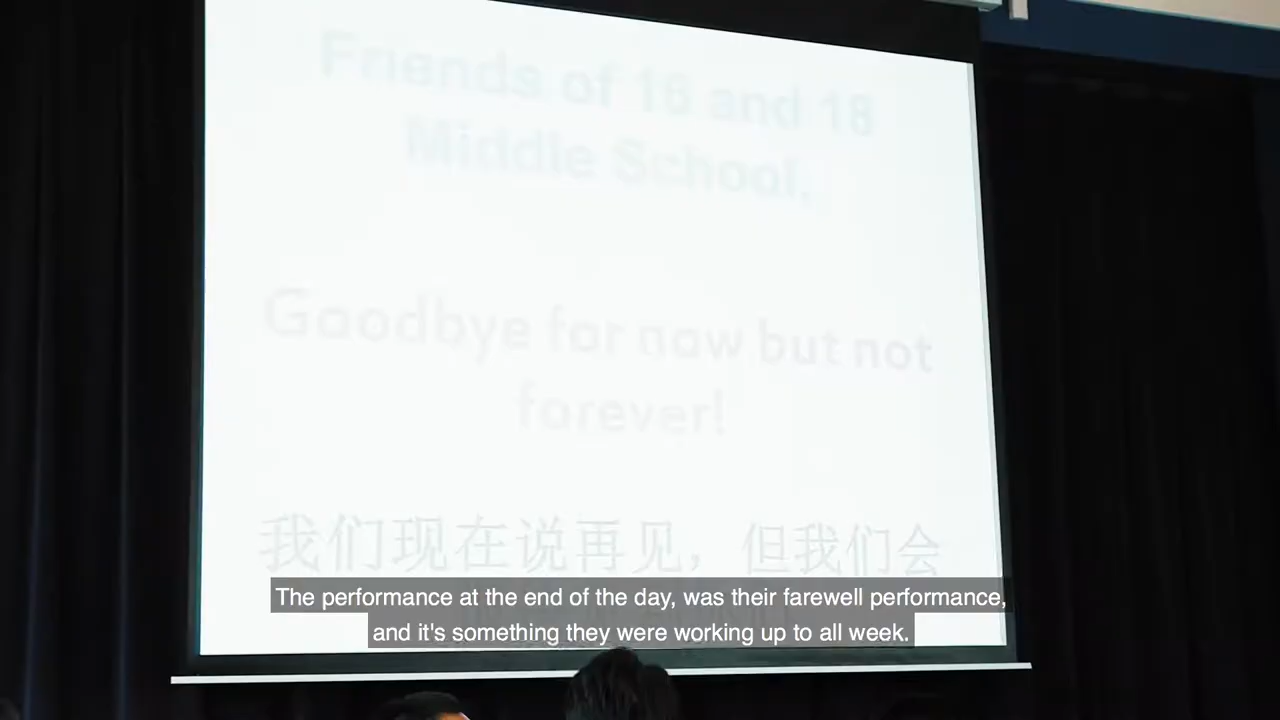 Friends of 16 and 18
Middle School,
Goodbye for now but not
forever!
我们现在说再见，但我们会
The performance at the end of the day, was their farewell performance,
and it's something they were working up to all week.